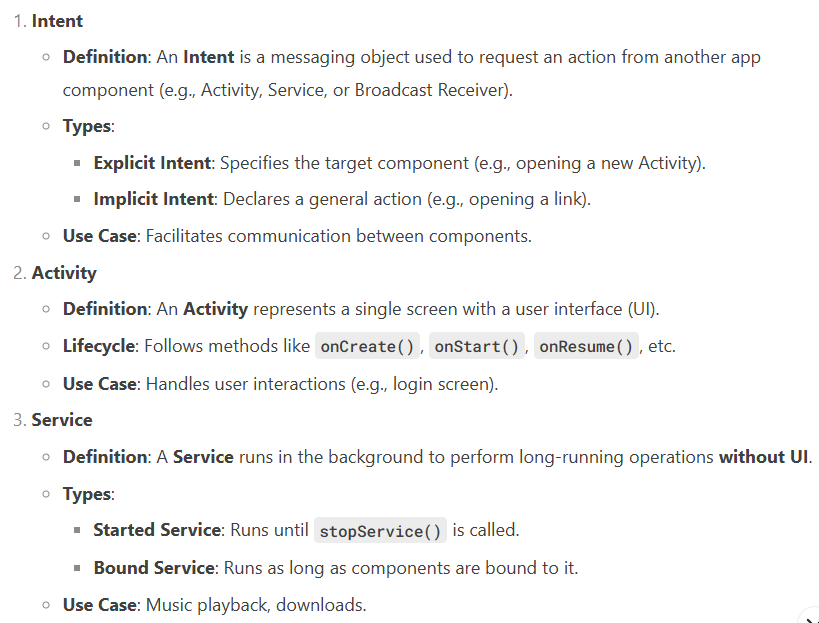 1. Intent
Definition: An Intent is a messaging object used to request an action from another app
component (e.g., Activity, Service, or Broadcast Receiver).
Types:
Explicit Intent: Specifies the target component (e.g., opening a new Activity).
Implicit Intent: Declares a general action (e.g., opening a link).
Use Case: Facilitates communication between components.
2. Activity
Definition: An Activity represents a single screen with a user interface (UI).
Lifecycle: Follows methods like onCreate(), onStart(), onResume(), etc.
Use Case: Handles user interactions (e.g., login screen).
3. Service
Definition: A Service runs in the background to perform long-running operations without UI.
Types:
Started Service: Runs until stopService() is called.
Bound Service: Runs as long as components are bound to it.
Use Case: Music playback, downloads.